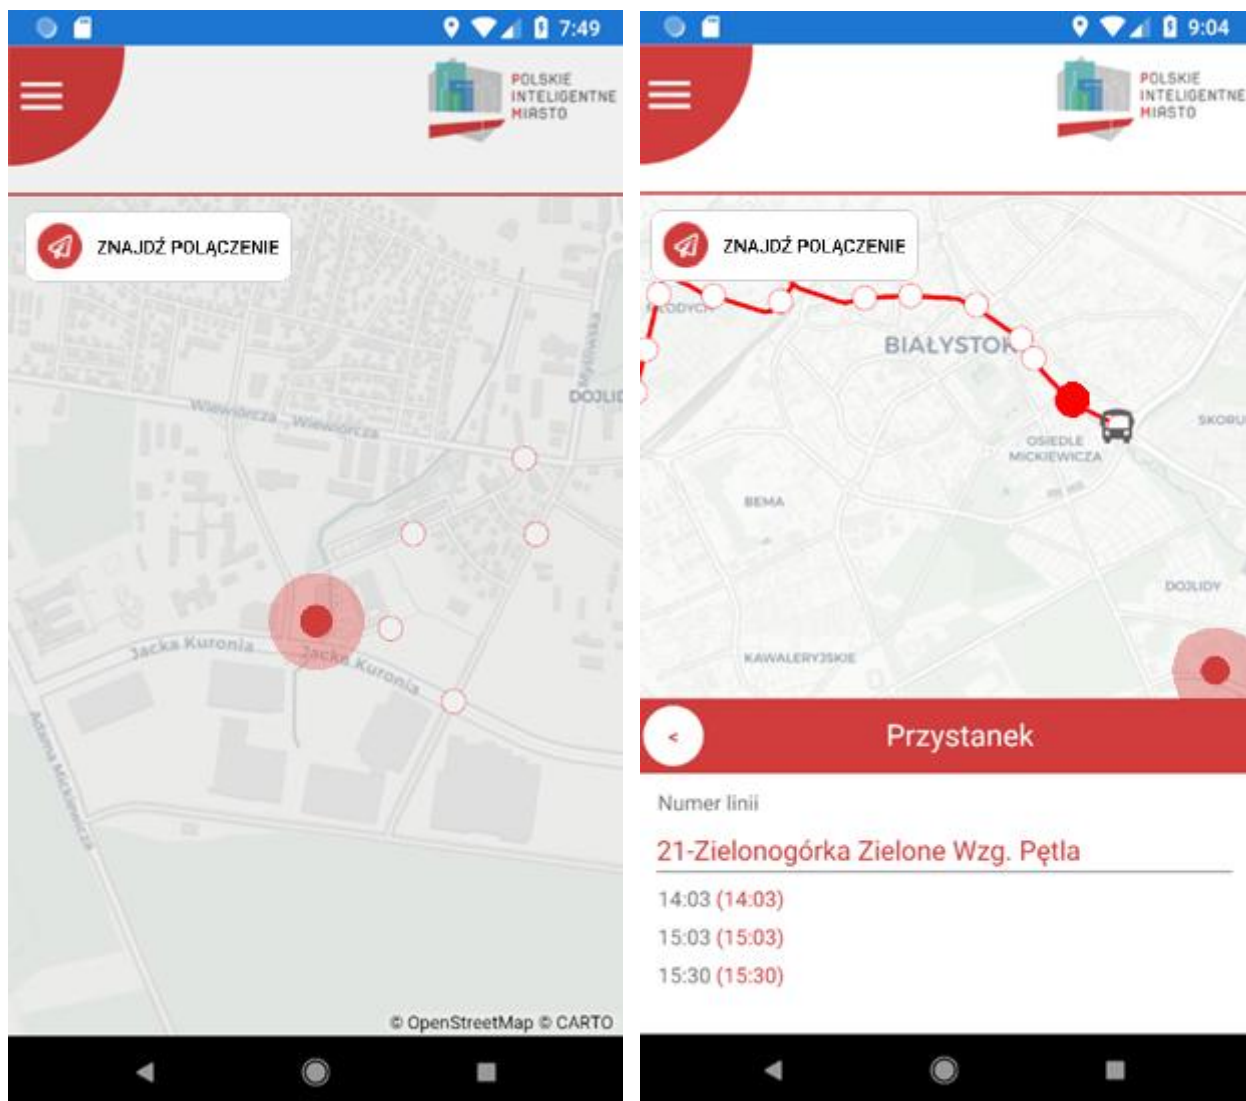 7:49
POLSKIE
INTELIGENTNE
MIASTO
ZNAJDŹ POŁĄCZENIE
Myśliwska
DOJLID
Wiewiórcza
Wiewiórcza
Jacka Kuronia
Jacka Kuronia
Adama Mickiewicza
© OpenStreetMap © CARTO
9:04
POLSKIE
INTELIGENTNE
MIASTO
ZNAJDŹ POŁĄCZENIE
ŁODYCH
BIAŁYSTOK
SKORU
OSIEDLE
MICKIEWICZA
BEMA
DOJLIDY
KAWALERYJSKIE
<
Przystanek
Numer linii
21-Zielonogórka Zielone Wzg. Pętla
14:03 (14:03)
15:03 (15:03)
15:30 (15:30)